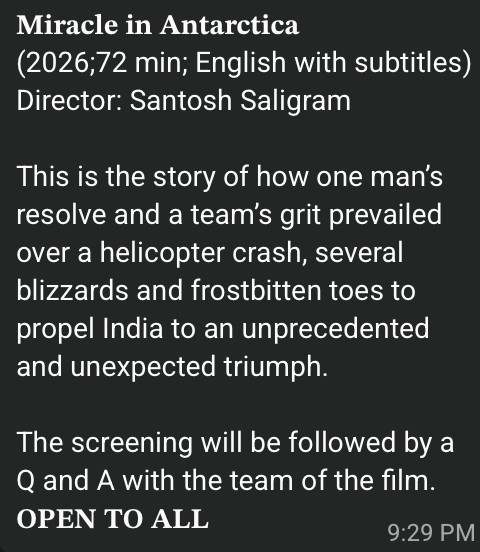 Miracle in Antarctica
(2026;72 min; English with subtitles)
Director: Santosh Saligram
This is the story of how one man’s
resolve and a team’s grit prevailed
over a helicopter crash, several
blizzards and frostbitten toes to
propel India to an unprecedented
and unexpected triumph.
The screening will be followed by a
Q and A with the team of the film.
OPEN TO ALL
9:29 PM